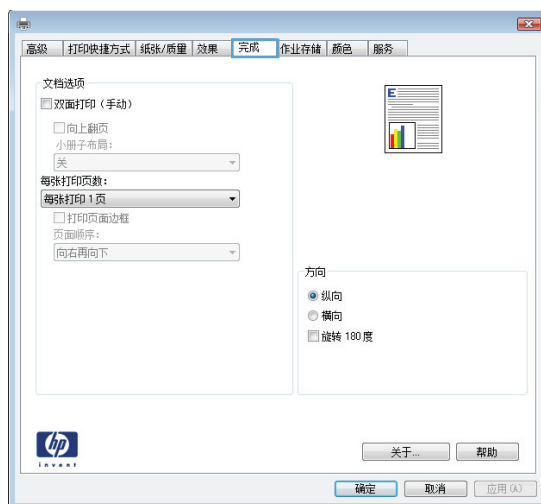 高级 打印快捷方式 纸张/质量 效果 完成 作业存储 颜色 服务
文档选项
双面打印（手动）
向上翻页
小册子布局：
关
每张打印页数：
每张打印 1 页
打印页面边框
页面顺序：
向右再向下
E
方向
纵向
横向
旋转 180 度
hp
invent
关于... 帮助
确定 取消 应用(A)